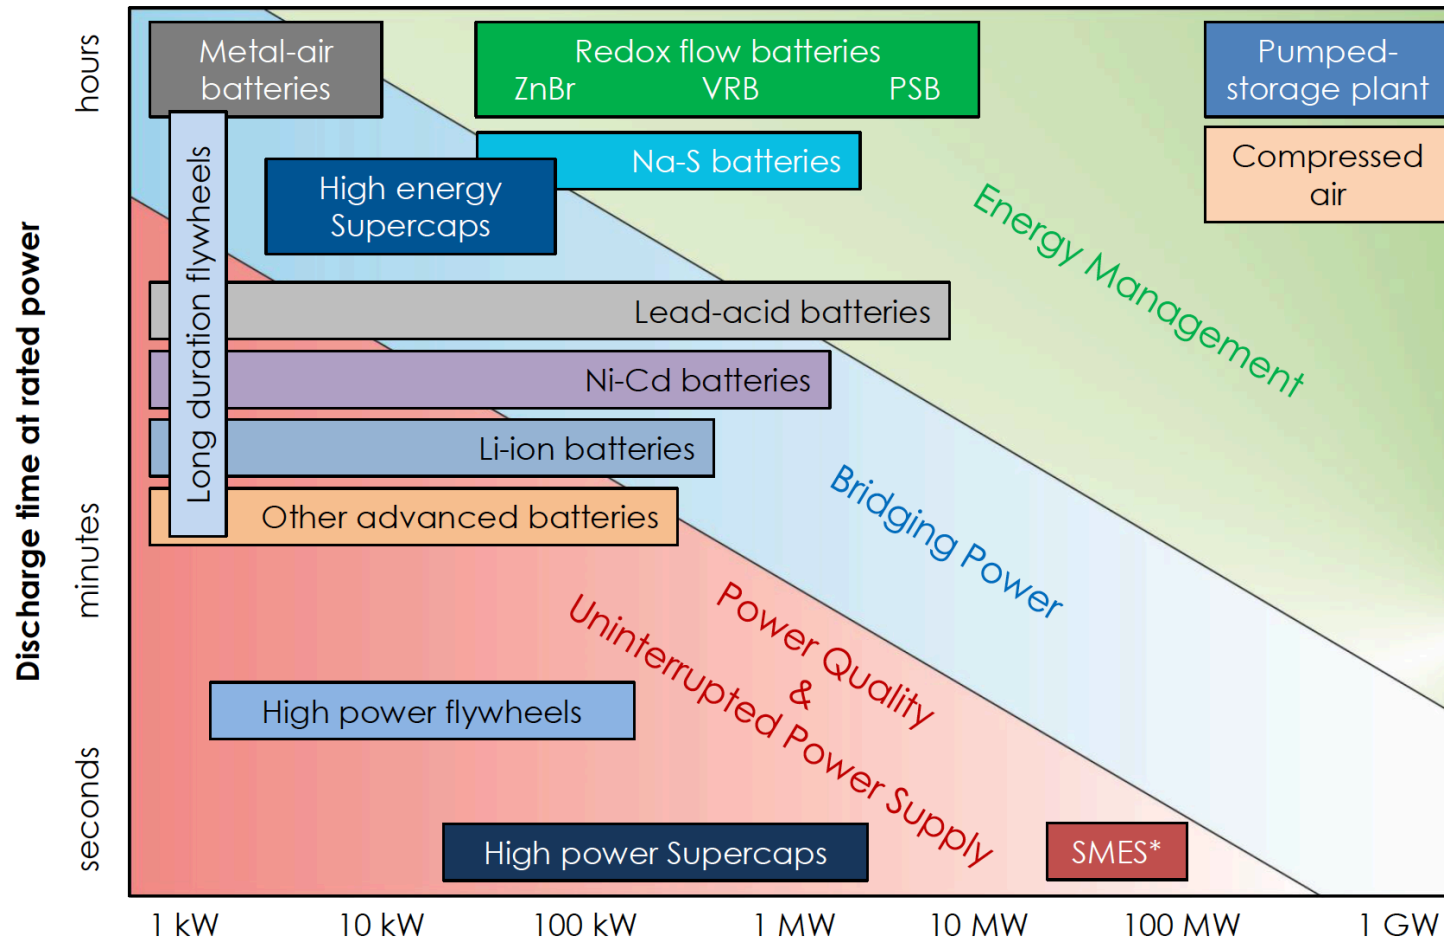 Discharge time at rated power
hours
minutes
seconds
Metal-air
batteries
Redox flow batteries
ZnBr VRB PSB
Pumped-
storage plant
Na-S batteries
Compressed
air
High energy
Supercaps
Long duration flywheels
Energy Management
Lead-acid batteries
Ni-Cd batteries
Li-ion batteries
Other advanced batteries
Bridging Power
Power Quality
&
Uninterrupted Power Supply
High power flywheels
High power Supercaps
SMES*
1 kW 10 kW 100 kW 1 MW 10 MW 100 MW 1 GW